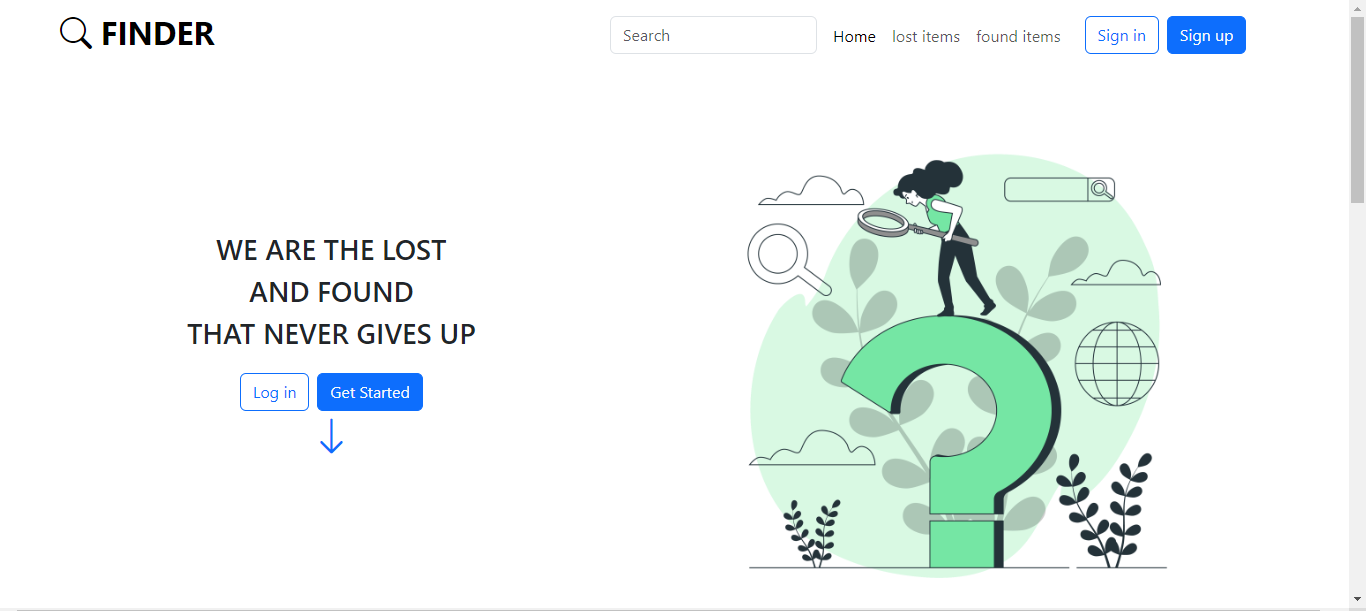 FINDER
Search
Home
lost items
found items
Sign in
Sign up
WE ARE THE LOST
AND FOUND
THAT NEVER GIVES UP
Log in
Get Started
?